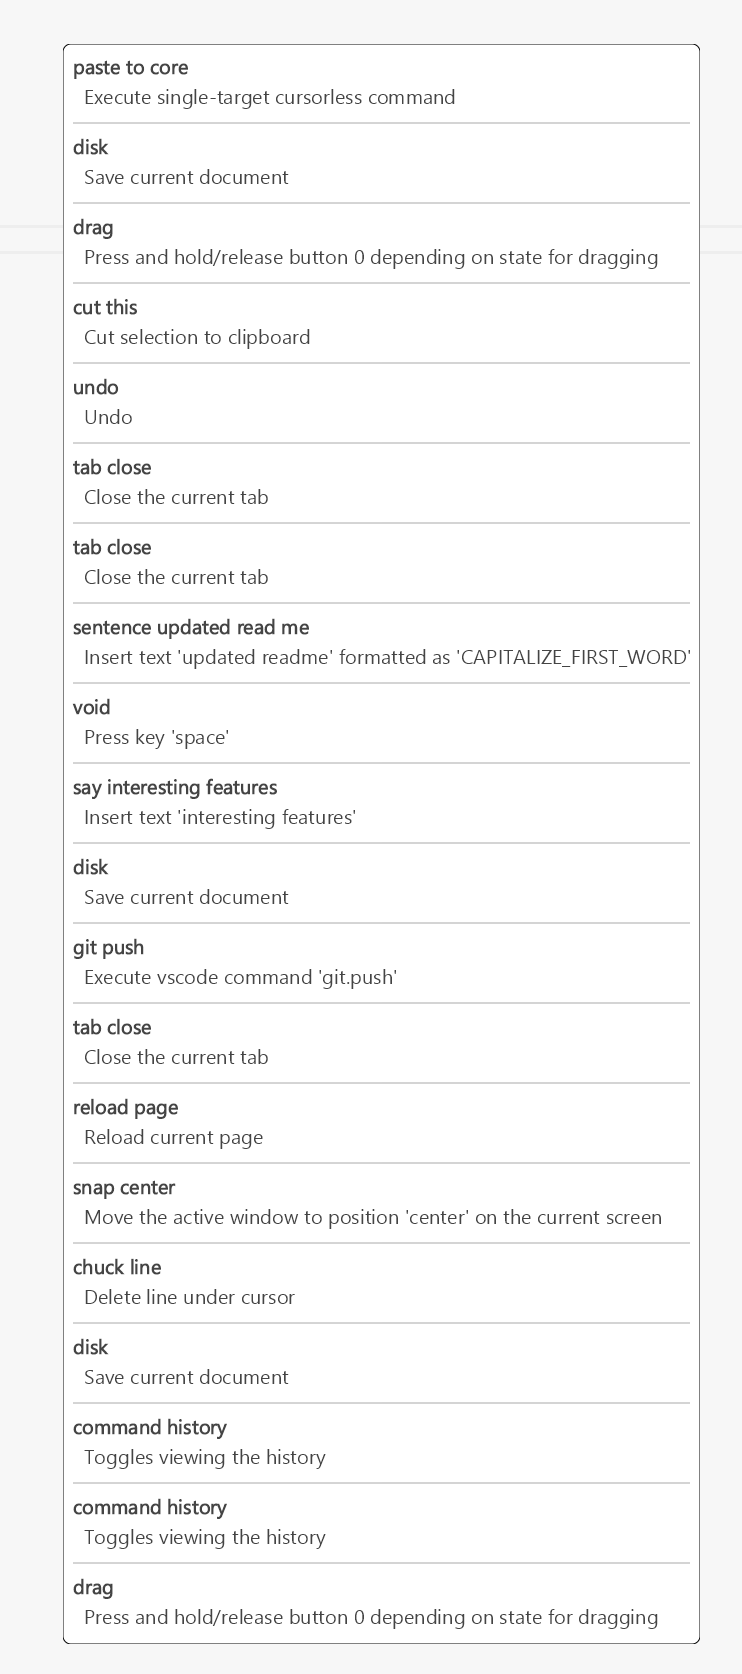 paste to core
Execute single-target cursorless command
disk
Save current document
drag
Press and hold/release button 0 depending on state for dragging
cut this
Cut selection to clipboard
undo
Undo
tab close
Close the current tab
tab close
Close the current tab
sentence updated read me
Insert text 'updated readme' formatted as 'CAPITALIZE_FIRST_WORD'
void
Press key 'space'
say interesting features
Insert text 'interesting features'
disk
Save current document
git push
Execute vscode command 'git.push'
tab close
Close the current tab
reload page
Reload current page
snap center
Move the active window to position 'center' on the current screen
chuck line
Delete line under cursor
disk
Save current document
command history
Toggles viewing the history
command history
Toggles viewing the history
drag
Press and hold/release button 0 depending on state for dragging